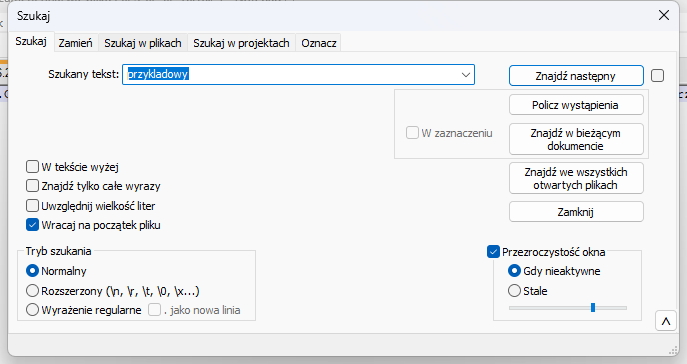 Szukaj
Szukaj Zamień Szukaj w plikach Szukaj w projektach Oznacz
Szukany tekst: przykladowy Znajdź następny
Policz wystąpienia
W zaznaczeniu Znajdź w bieżącym dokumencie
W tekście wyżej
Znajdź tylko całe wyrazy
Znajdź we wszystkich otwartych plikach
Uwzględnij wielkość liter
Zamknij
Wracaj na początek pliku
Tryb szukania
Przezroczystość okna
Normalny
Gdy nieaktywne
Rozszerzony (\n, \r, \t, \0, \x...)
Stale
Wyrażenie regularne . jako nowa linia